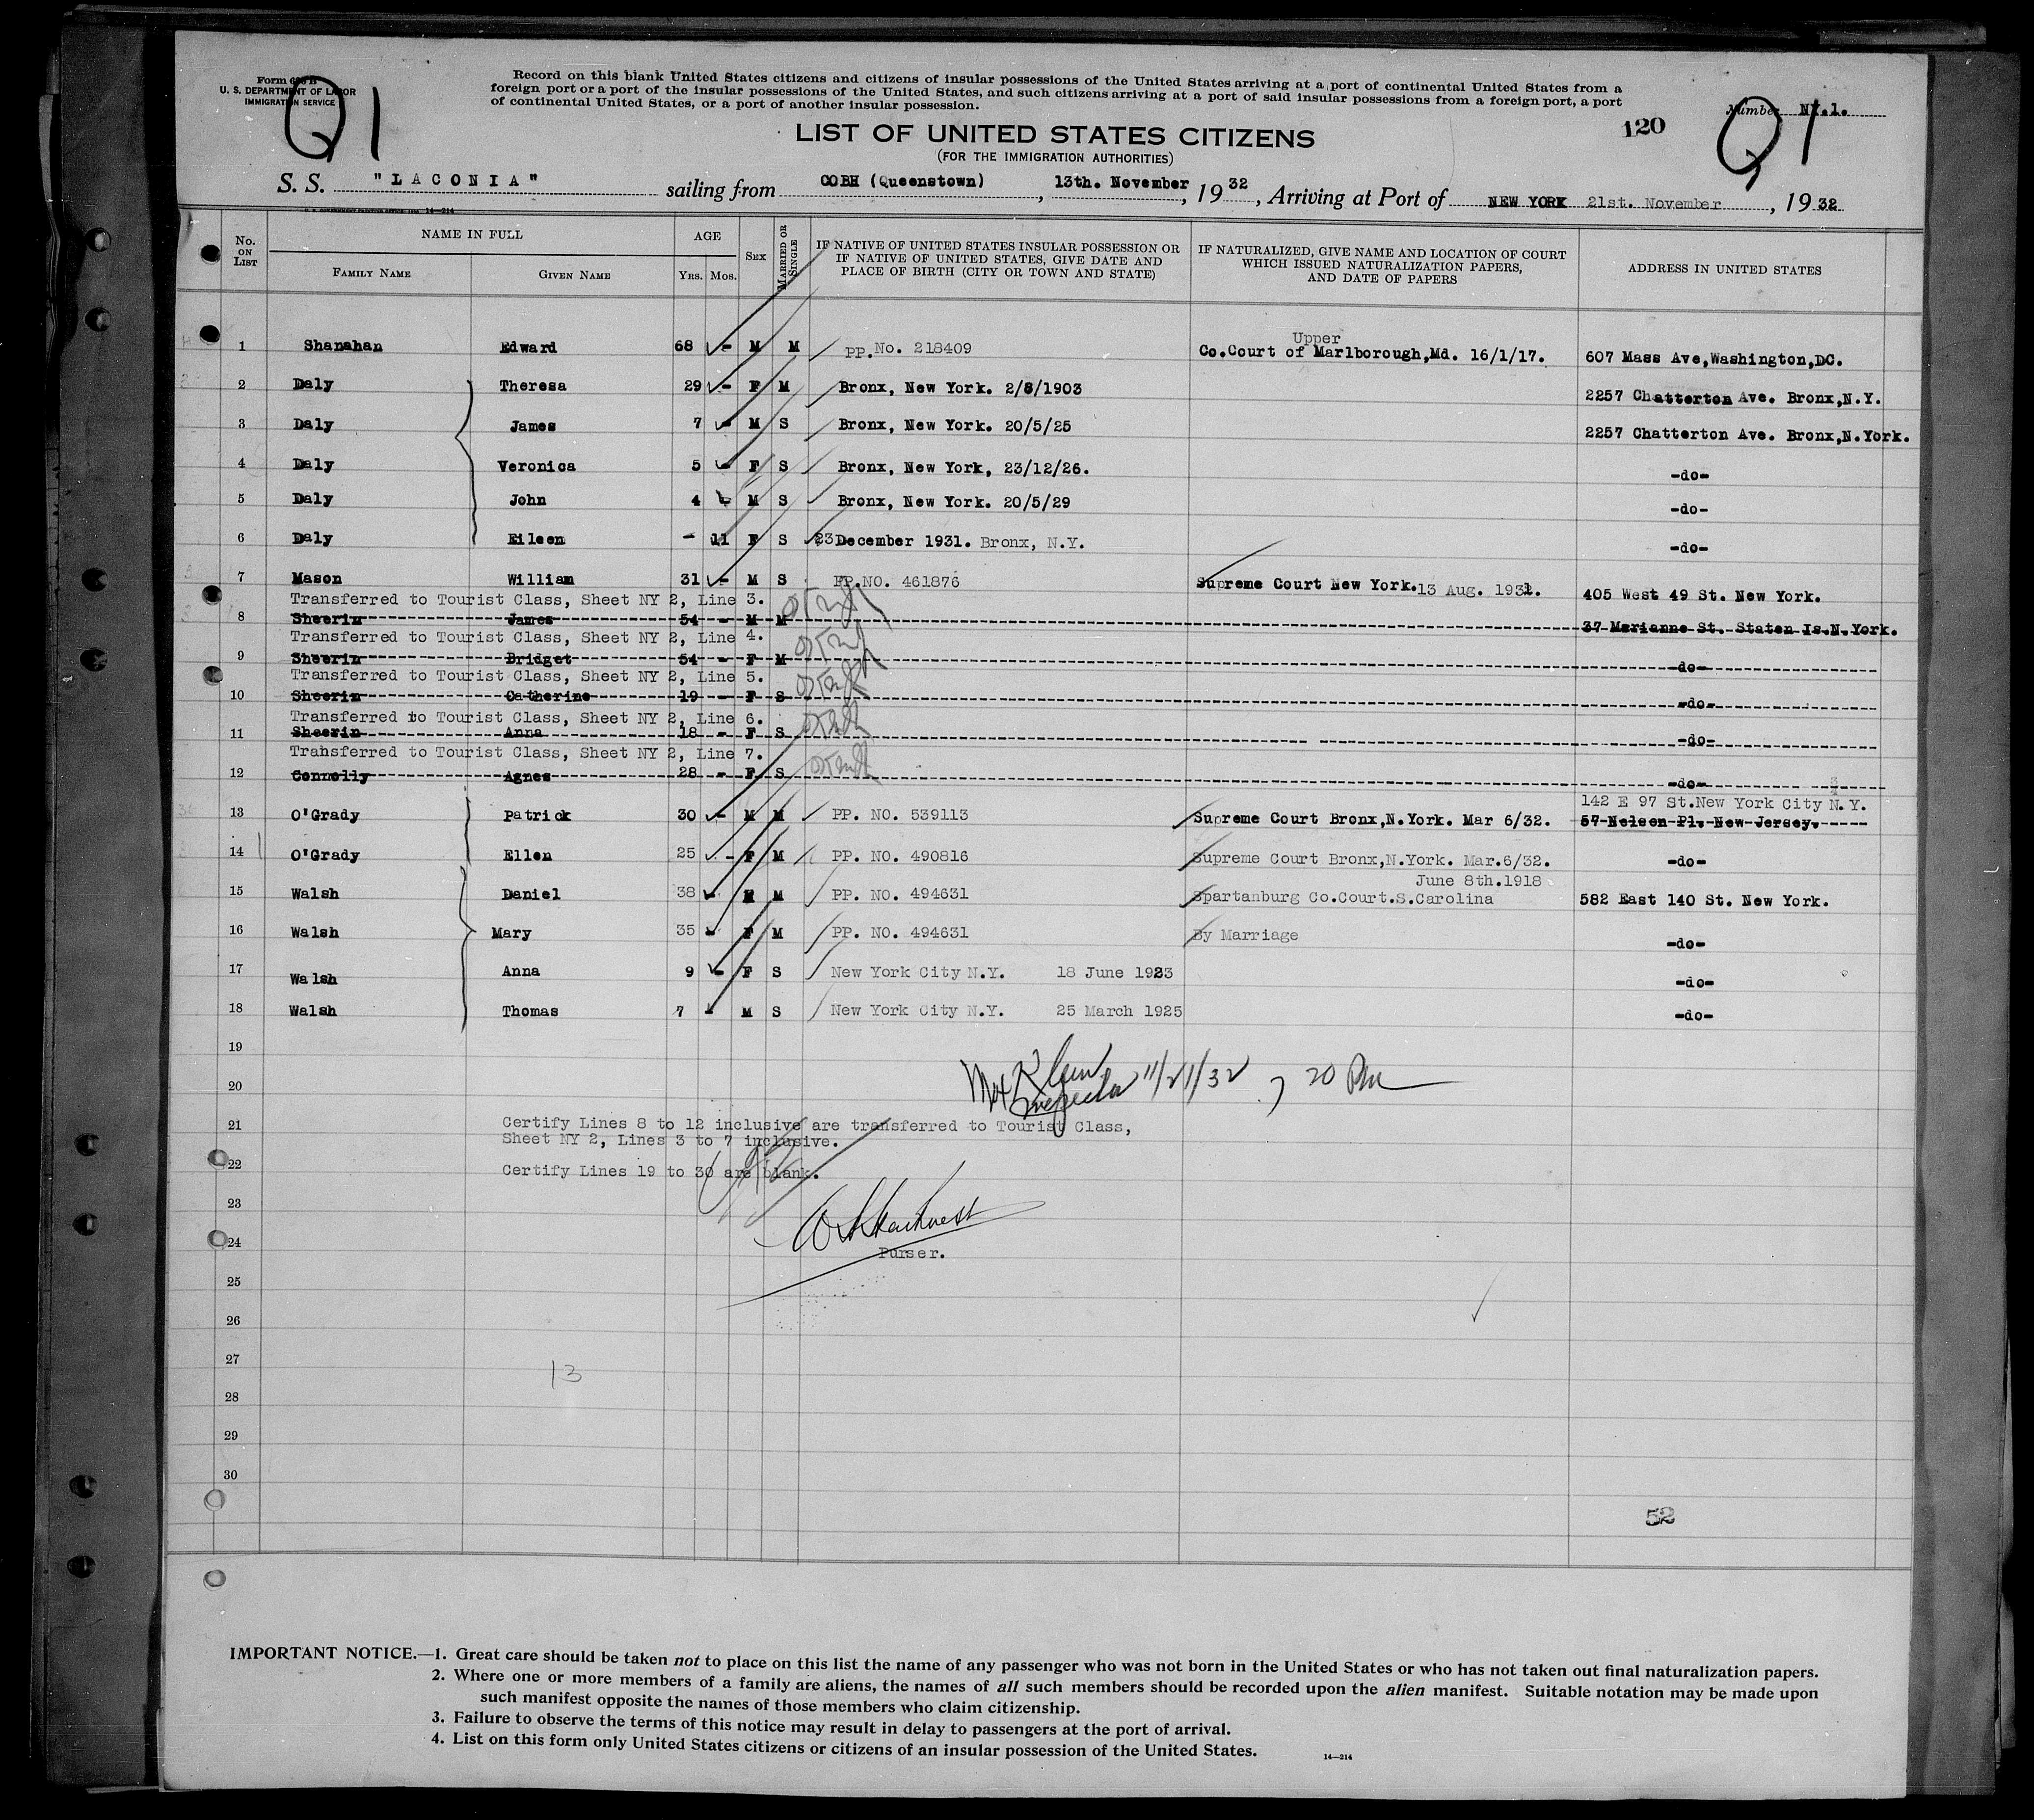 Form 630 B
U. S. DEPARTMENT OF LABOR
IMMIGRATION SERVICE
Q1
Record on this blank United States citizens and citizens of insular possessions of the United States arriving at a port of continental United States from a
foreign port or a port of the insular possessions of the United States, and such citizens arriving at a port of said insular possessions from a foreign port, a port
of continental United States, or a port of another insular possession.
Number NY.1.
120
Q1
LIST OF UNITED STATES CITIZENS
(FOR THE IMMIGRATION AUTHORITIES)
S. S. "LACONIA" sailing from COBH (Queenstown), 13th. November, 1932, Arriving at Port of NEW YORK 21st. November, 1932
14—214
No. ON LIST NAME IN FULL FAMILY NAME GIVEN NAME AGE YRS. MOS. SEX MARRIED OR SINGLE
IF NATIVE OF UNITED STATES INSULAR POSSESSION OR IF NATIVE OF UNITED STATES, GIVE DATE AND PLACE OF BIRTH (CITY OR TOWN AND STATE)
IF NATURALIZED, GIVE NAME AND LOCATION OF COURT WHICH ISSUED NATURALIZATION PAPERS, AND DATE OF PAPERS
ADDRESS IN UNITED STATES
Upper
1 Shanahan Edward 68 - M M PP.No. 218409 Co.Court of Marlborough,Md. 16/1/17. 607 Mass Ave,Washington,DC.
2 Daly Theresa 29 - F M Bronx, New York. 2/8/1903 2257 Chatterton Ave. Bronx,N.Y.
3 Daly James 7 - M S Bronx, New York. 20/5/25 2257 Chatterton Ave. Bronx,N.York.
4 Daly Veronica 5 - F S Bronx, New York, 23/12/26. -do-
5 Daly John 4 - M S Bronx, New York. 20/5/29 -do-
6 Daly Eileen - 11 F S 23 December 1931. Bronx, N.Y. -do-
7 Mason William 31 - M S PP.NO. 461876 Supreme Court New York.13 Aug. 1931. 405 West 49 St. New York.
Transferred to Tourist Class, Sheet NY 2, Line 3.
8 Sheerin James 54 - M M 37 Marianne St. Staten Is.N.York.
Transferred to Tourist Class, Sheet NY 2, Line 4.
9 Sheerin Bridget 54 - F M -do-
Transferred to Tourist Class, Sheet NY 2, Line 5.
10 Sheerin Catherine 19 - F S -do-
Transferred to Tourist Class, Sheet NY 2, Line 6.
11 Sheerin Anna 18 - F S -do-
Transferred to Tourist Class, Sheet NY 2, Line 7.
12 Connolly Agnes 28 - F S -do-
142 E 97 St.New York City N.Y.
13 O'Grady Patrick 30 - M M PP. NO. 539113 Supreme Court Bronx,N.York. Mar 6/32. 57 Nelson Pl. New Jersey.
14 O'Grady Ellen 25 - F M PP. NO. 490816 Supreme Court Bronx,N.York. Mar.6/32. -do-
June 8th.1918
15 Walsh Daniel 38 - M M PP. NO. 494631 Spartanburg Co.Court.S.Carolina 582 East 140 St. New York.
16 Walsh Mary 35 - F M PP. NO. 494631 By Marriage -do-
17 Walsh Anna 9 - F S New York City N.Y. 18 June 1923 -do-
18 Walsh Thomas 7 - M S New York City N.Y. 25 March 1925 -do-
19
20
11/21/32 20 PM
Inspector
21
Certify Lines 8 to 12 inclusive are transferred to Tourist Class,
Sheet NY 2, Lines 3 to 7 inclusive.
22
Certify Lines 19 to 30 are blank.
23
24
Purser.
25
26
27
13
28
29
30
52
IMPORTANT NOTICE.—1. Great care should be taken not to place on this list the name of any passenger who was not born in the United States or who has not taken out final naturalization papers.
2. Where one or more members of a family are aliens, the names of all such members should be recorded upon the alien manifest. Suitable notation may be made upon
such manifest opposite the names of those members who claim citizenship.
3. Failure to observe the terms of this notice may result in delay to passengers at the port of arrival.
4. List on this form only United States citizens or citizens of an insular possession of the United States.
14—214